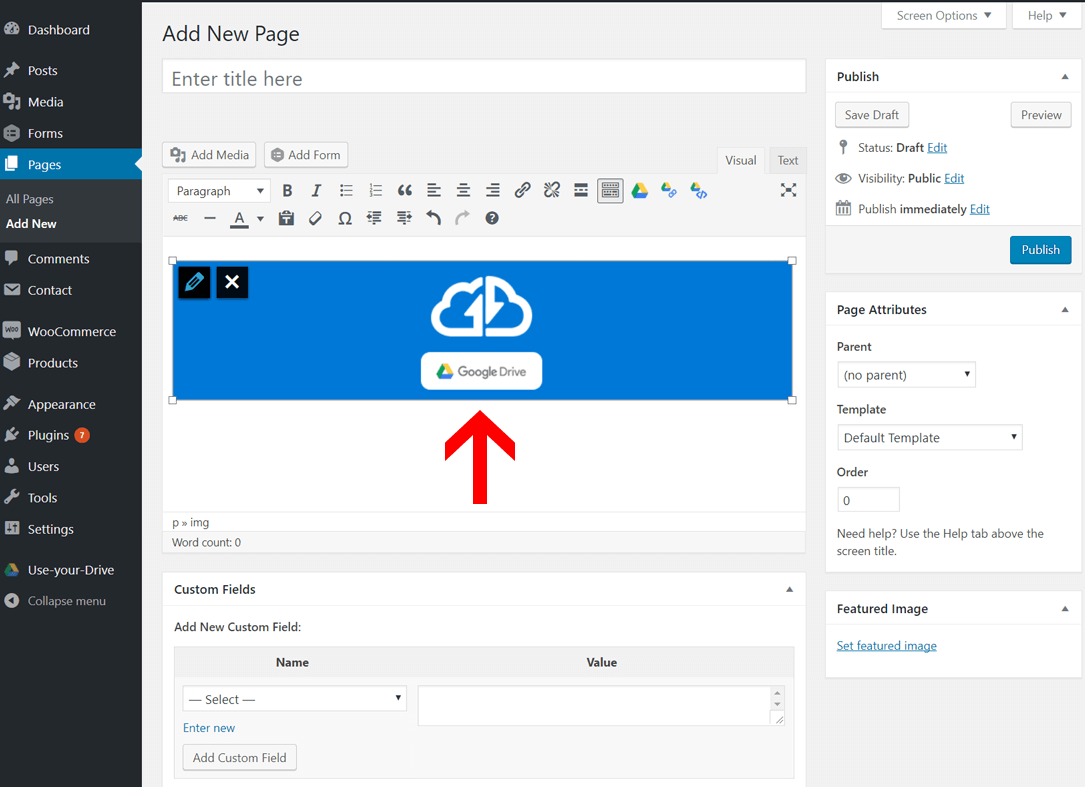 Screen Options
Help
Dashboard
Posts
Media
Forms
Pages
All Pages
Add New
Comments
Contact
WOO
WooCommerce
Products
Appearance
Plugins 7
Users
Tools
Settings
Use-your-Drive
Collapse menu
Add New Page
Enter title here
Add Media
Add Form
Visual
Text
Paragraph
B I
ABC
A
Ω
Google Drive
p » img
Word count: 0
Custom Fields
Add New Custom Field:
Name
Value
— Select —
Enter new
Add Custom Field
Publish
Save Draft
Preview
Status: Draft Edit
Visibility: Public Edit
Publish immediately Edit
Publish
Page Attributes
Parent
(no parent)
Template
Default Template
Order
0
Need help? Use the Help tab above the
screen title.
Featured Image
Set featured image